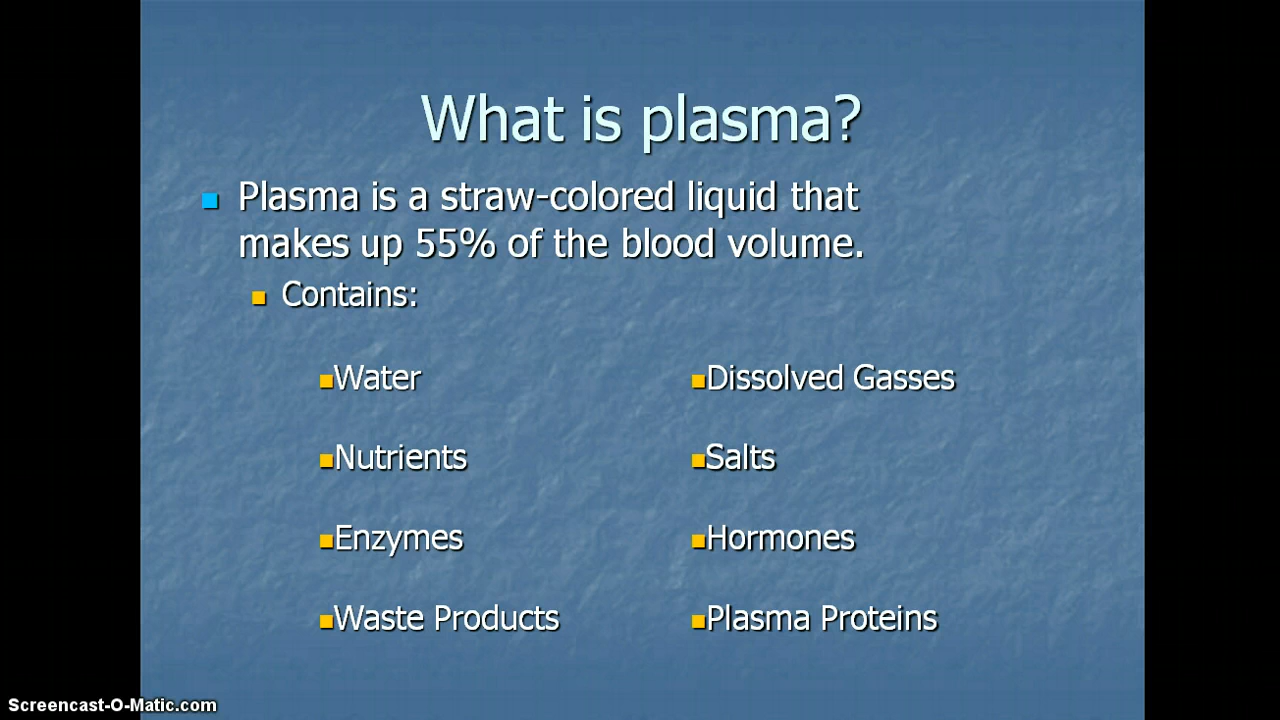 What is plasma?
Plasma is a straw-colored liquid that
makes up 55% of the blood volume.
Contains:
Water
Nutrients
Enzymes
Waste Products
Dissolved Gasses
Salts
Hormones
Plasma Proteins
Screencast-O-Matic.com